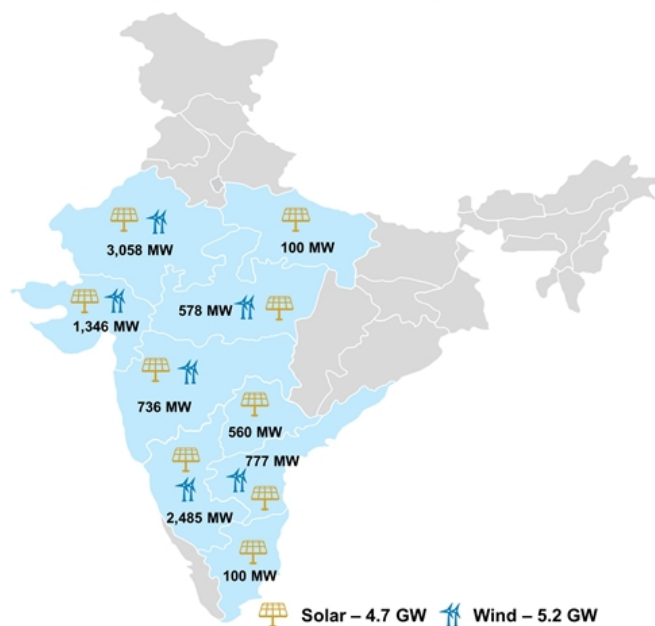 3,058 MW
100 MW
1,346 MW
578 MW
736 MW
560 MW
777 MW
2,485 MW
100 MW
Solar – 4.7 GW Wind – 5.2 GW